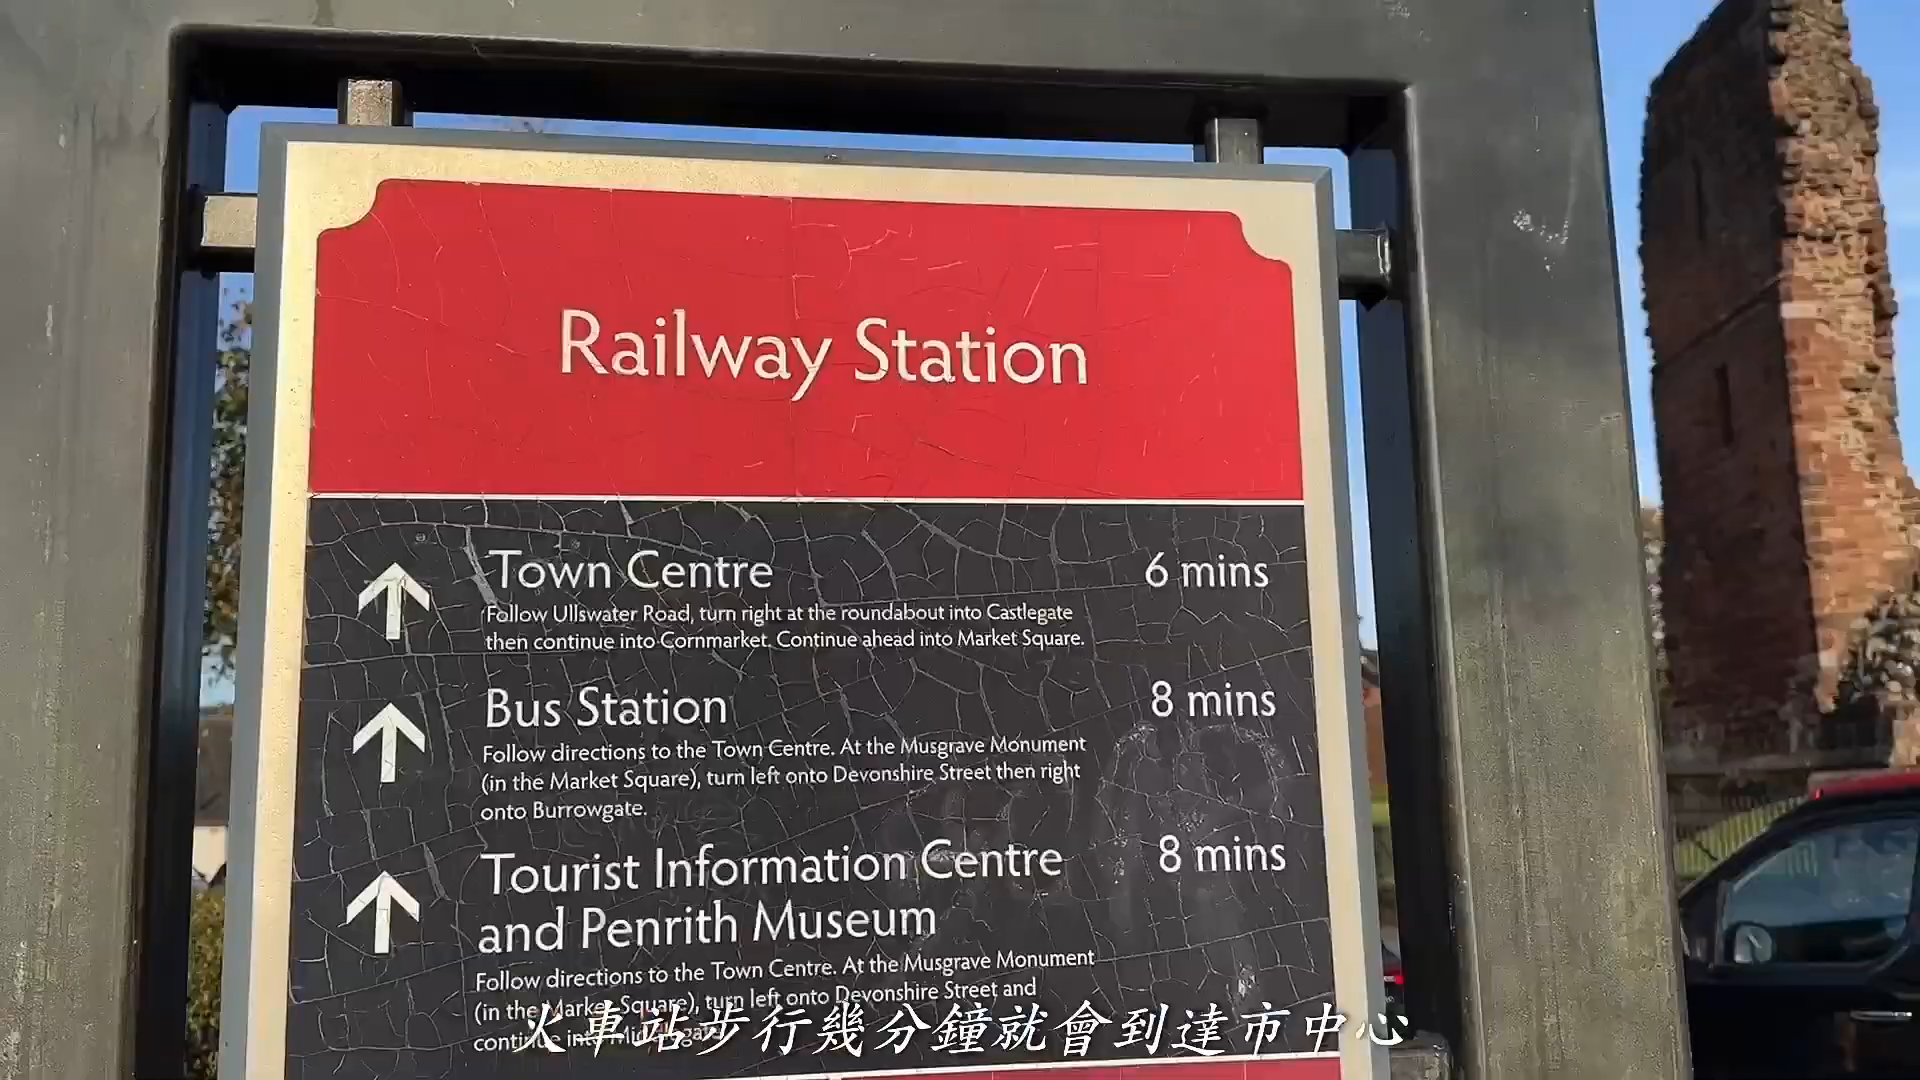 Railway Station
Town Centre 6 mins
Follow Ullswater Road, turn right at the roundabout into Castlegate
then continue into Cornmarket. Continue ahead into Market Square.
Bus Station 8 mins
Follow directions to the Town Centre. At the Musgrave Monument
(in the Market Square), turn left onto Devonshire Street then right
onto Burrowgate.
Tourist Information Centre 8 mins
and Penrith Museum
Follow directions to the Town Centre. At the Musgrave Monument
(in the Market Square), turn left onto Devonshire Street and
continue into Middlegate.
火車站步行幾分鐘就會到達市中心